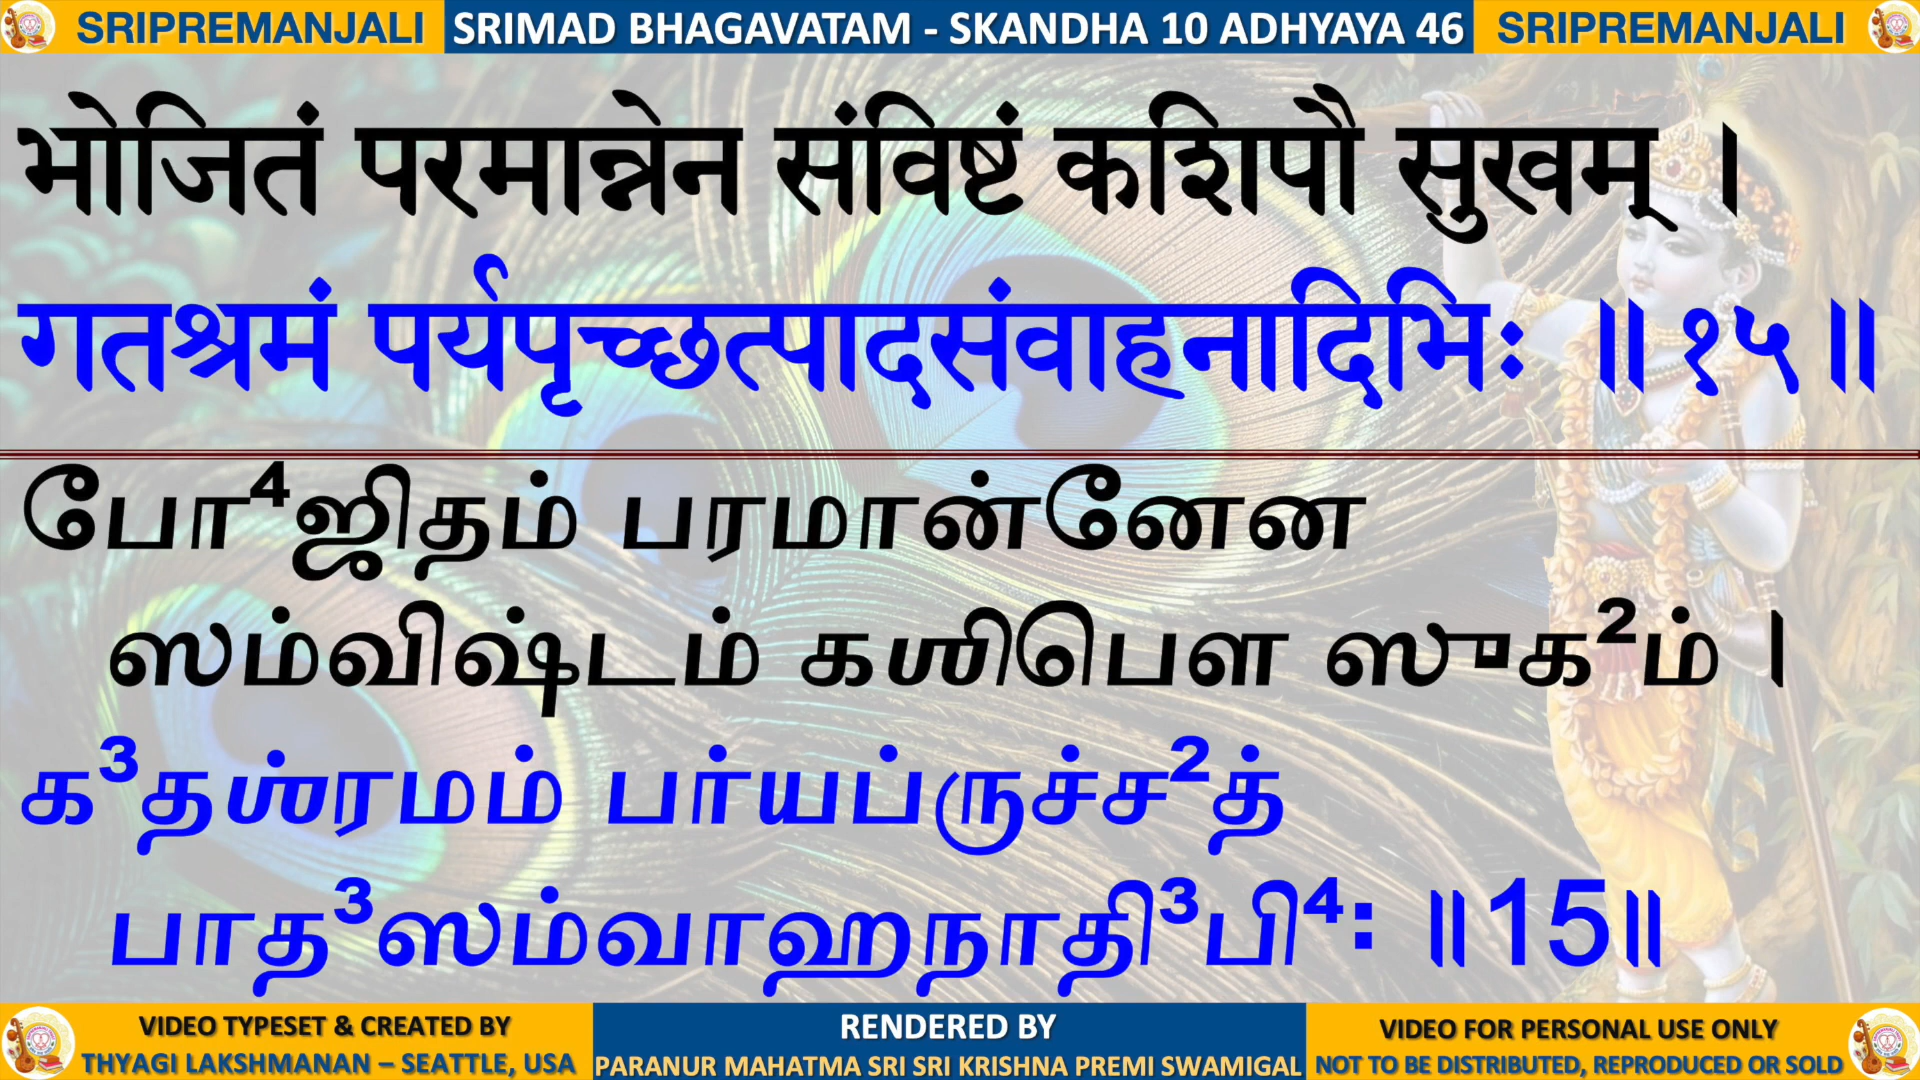 SRIPREMANJALI SRIMAD BHAGAVATAM - SKANDHA 10 ADHYAYA 46 SRIPREMANJALI
भोजितं परमान्नेन संविष्टं कशिपौ सुखम् ।
गतश्रमं पर्यपृच्छत्पादसंवाहनादिभिः ॥ १५ ॥
போ⁴ஜிதம் பரமான்னேன
ஸம்விஷ்டம் கஶிபௌ ஸுக²ம் ।
க³தஶ்ரமம் பர்யப்ருச்ச²த்
பாத³ஸம்வாஹநாதி³பி⁴: ॥15॥
VIDEO TYPESET & CREATED BY
THYAGI LAKSHMANAN – SEATTLE, USA
RENDERED BY
PARANUR MAHATMA SRI SRI KRISHNA PREMI SWAMIGAL
VIDEO FOR PERSONAL USE ONLY
NOT TO BE DISTRIBUTED, REPRODUCED OR SOLD